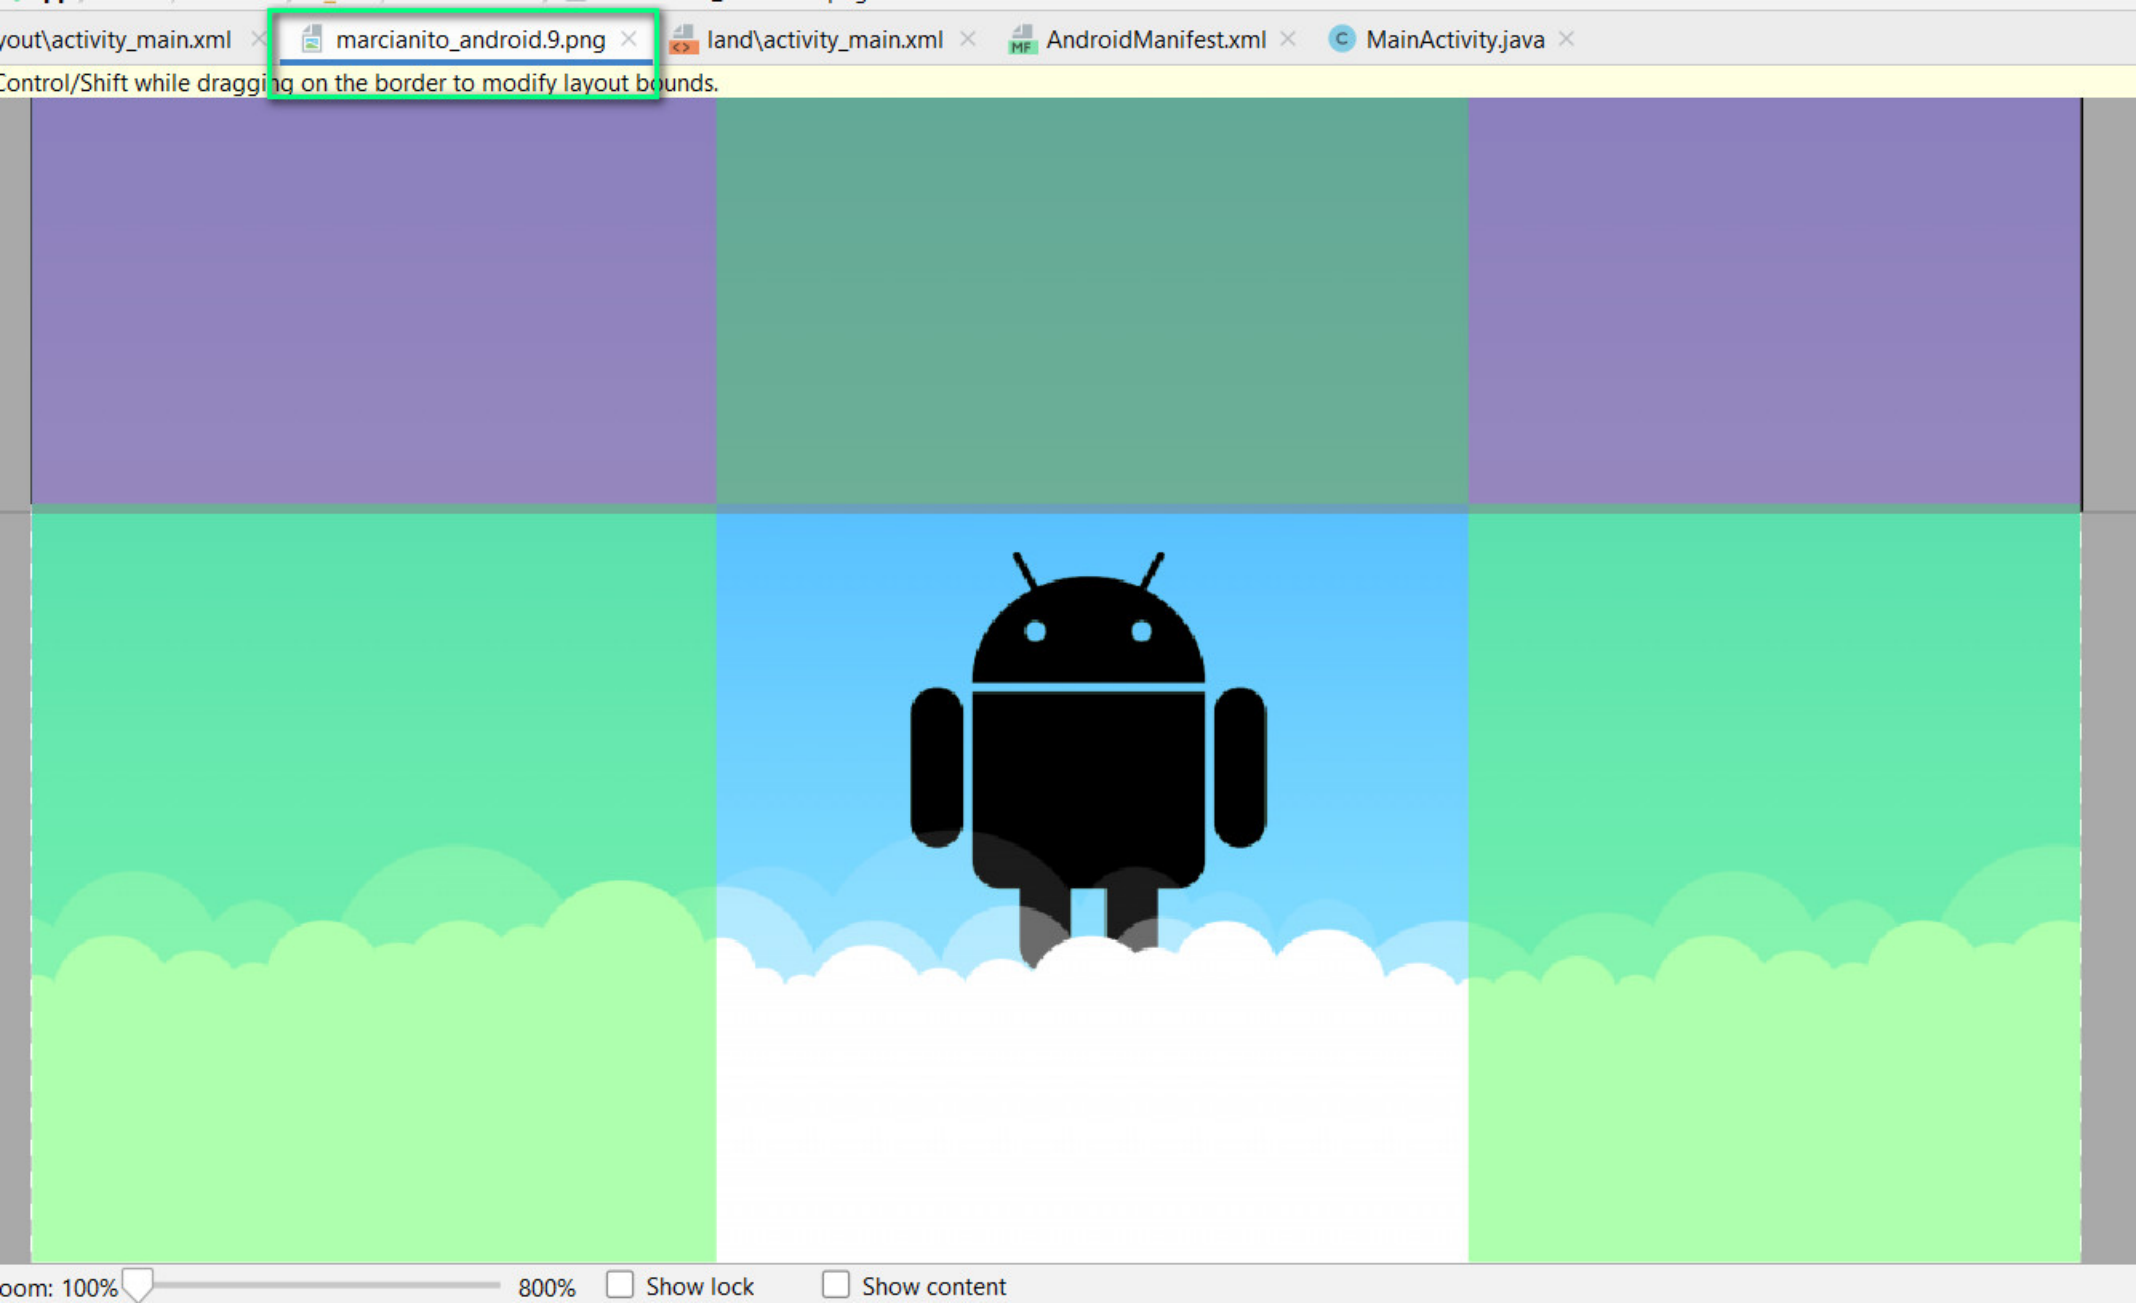 yout\activity_main.xml
marcianito_android.9.png
land\activity_main.xml
MF
AndroidManifest.xml
C
MainActivity.java
Control/Shift while dragging on the border to modify layout bounds.
oom: 100%
800%
Show lock
Show content